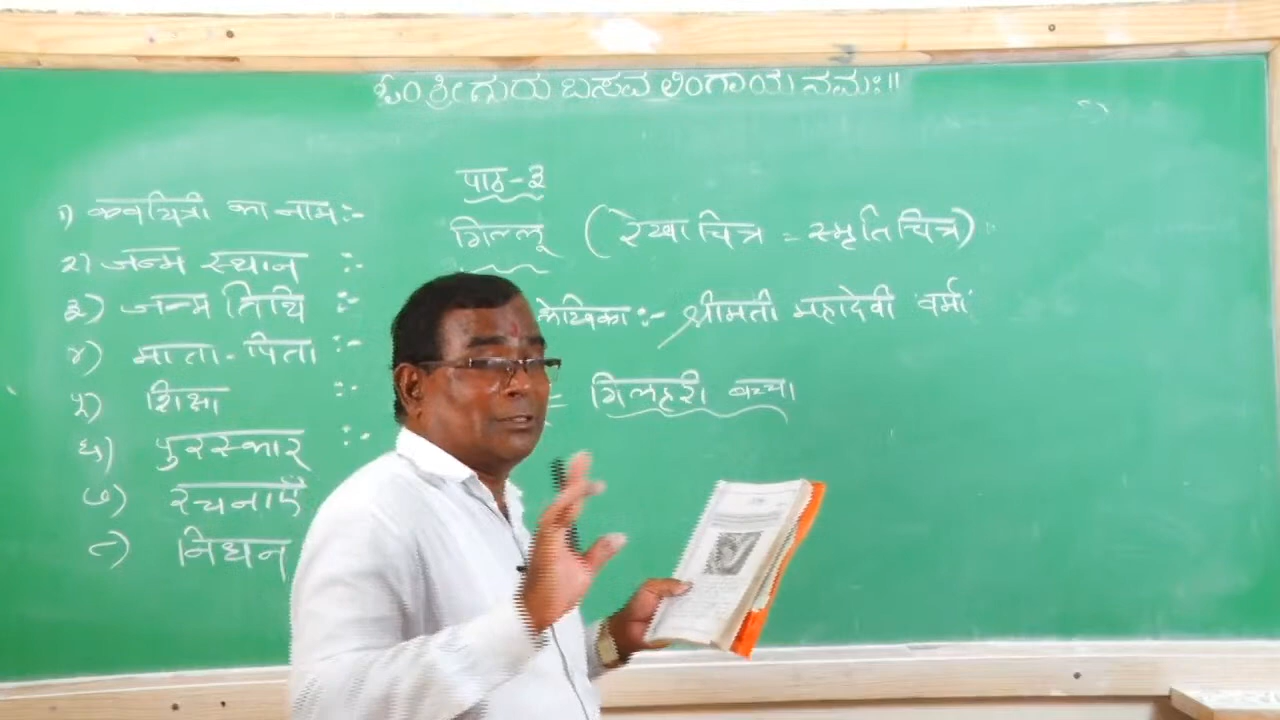 ಓಂ ಶ್ರೀ ಗುರು ಬಸವ ಲಿಂಗಾಯ ನಮಃ ॥
पाठ-३
गिल्लू (रेखाचित्र = स्मृतिचित्र)
लेखिका :- श्रीमती महादेवी वर्मा
= गिलहरी बच्चा
१) कवयित्री का नाम :-
२) जन्म स्थान :-
३) जन्म तिथि :-
४) माता-पिता :-
५) शिक्षा :-
६) पुरस्कार :-
७) रचनाएँ
८) निधन